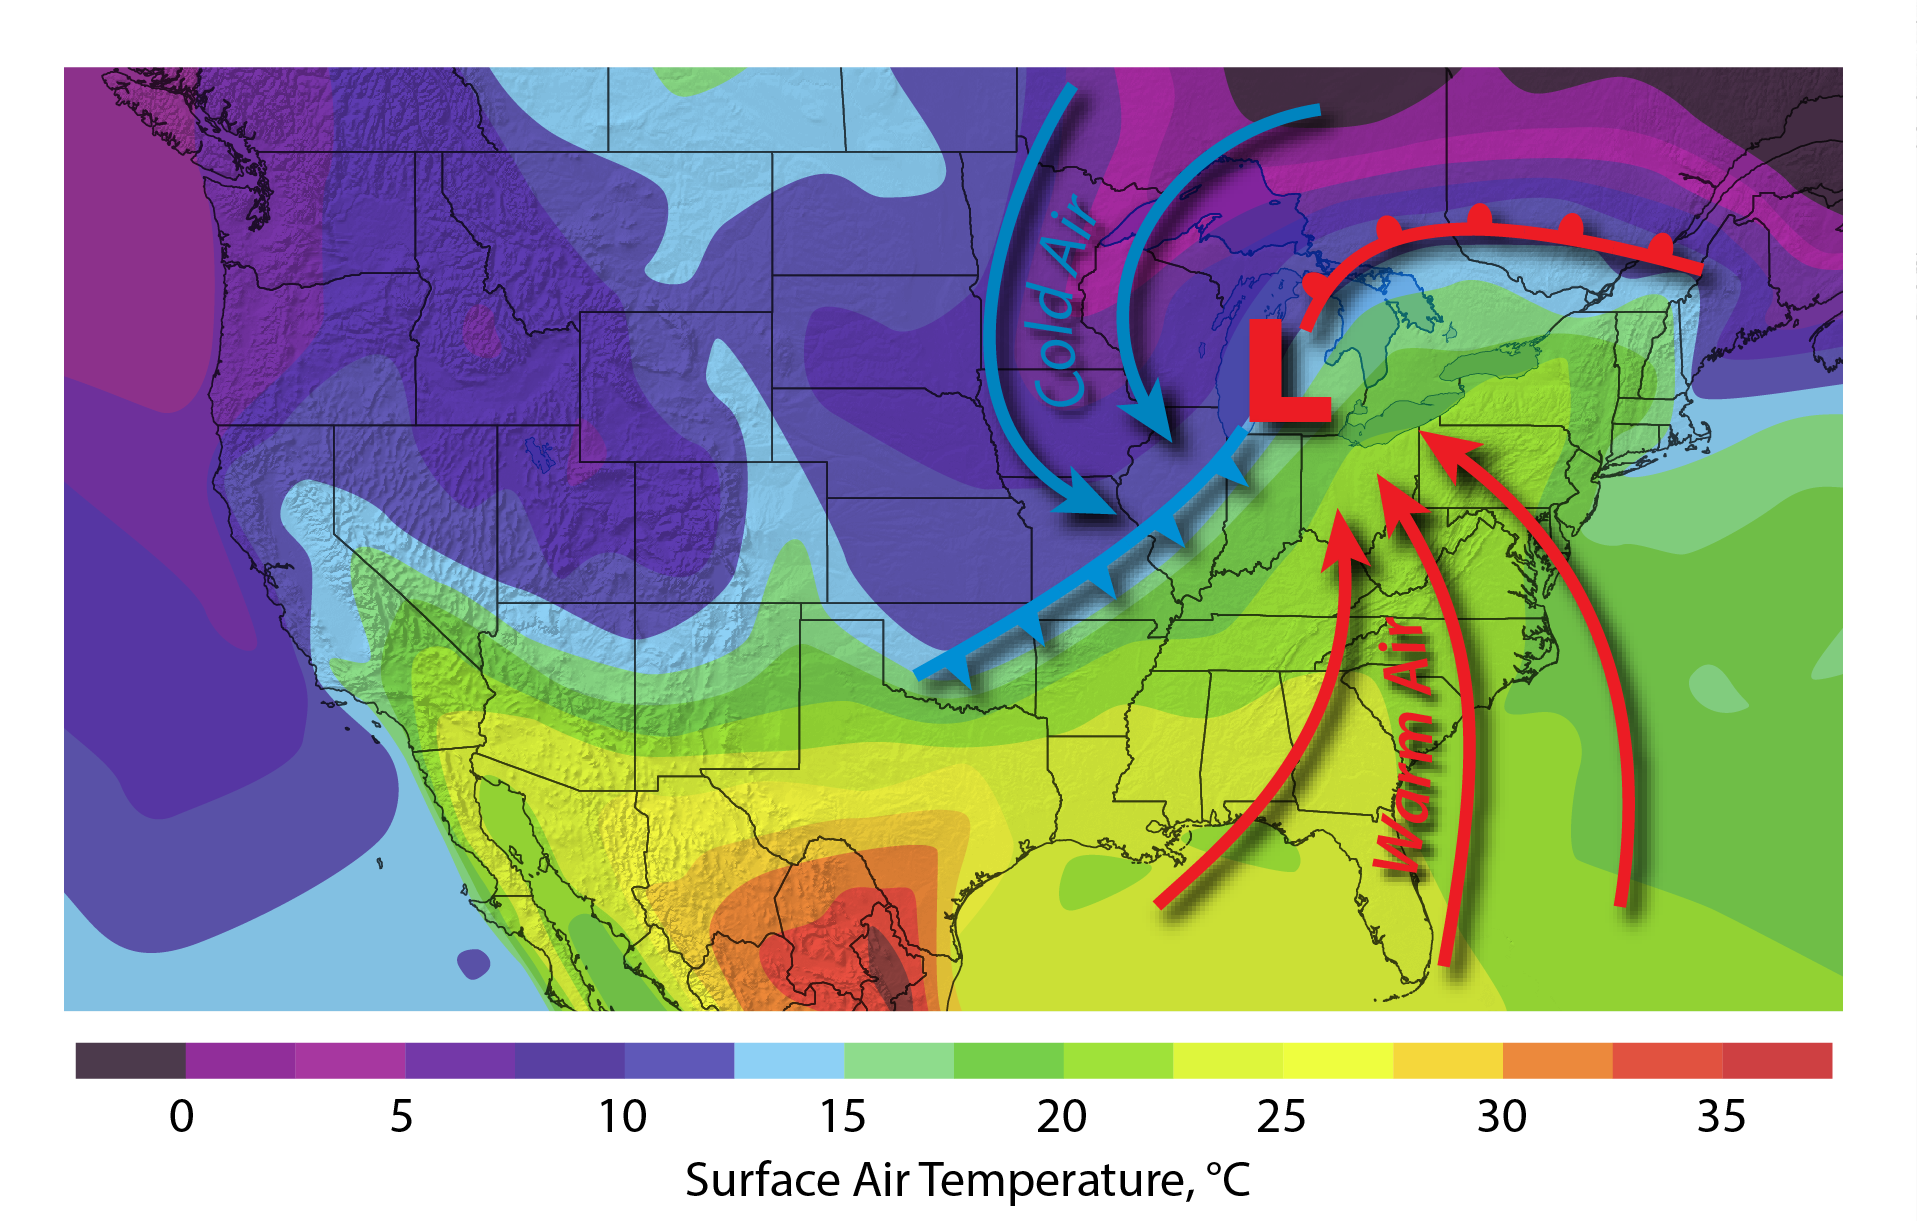 Cold Air
L
Warm Air
0 5 10 15 20 25 30 35
Surface Air Temperature, °C